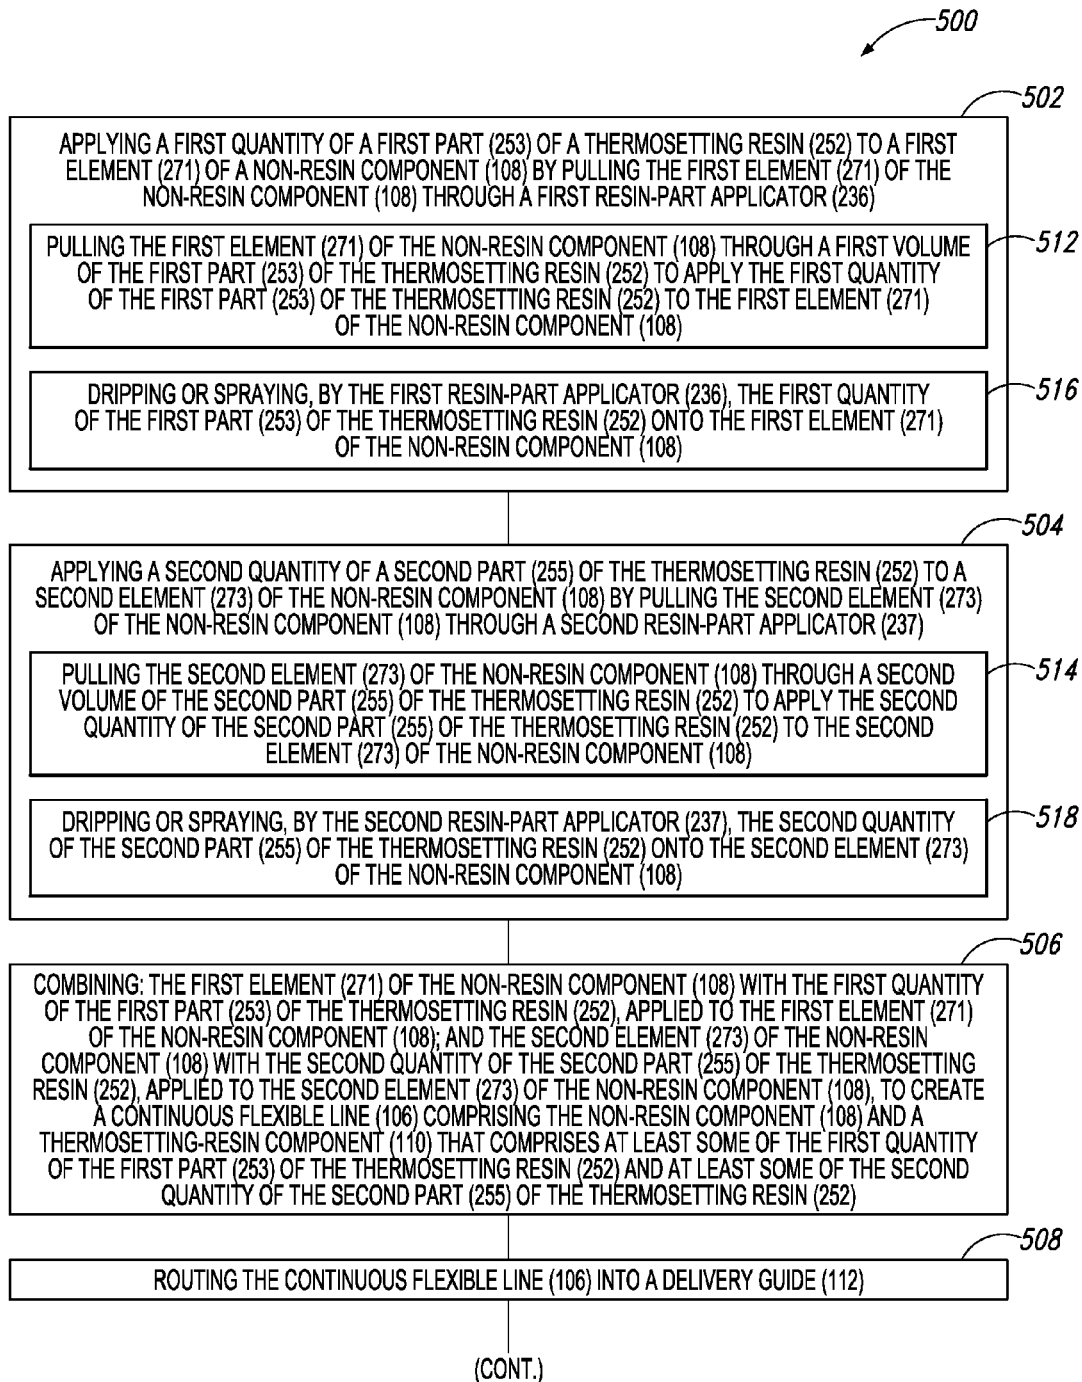 500
502
APPLYING A FIRST QUANTITY OF A FIRST PART (253) OF A THERMOSETTING RESIN (252) TO A FIRST
ELEMENT (271) OF A NON-RESIN COMPONENT (108) BY PULLING THE FIRST ELEMENT (271) OF THE
NON-RESIN COMPONENT (108) THROUGH A FIRST RESIN-PART APPLICATOR (236)
512
PULLING THE FIRST ELEMENT (271) OF THE NON-RESIN COMPONENT (108) THROUGH A FIRST VOLUME
OF THE FIRST PART (253) OF THE THERMOSETTING RESIN (252) TO APPLY THE FIRST QUANTITY
OF THE FIRST PART (253) OF THE THERMOSETTING RESIN (252) TO THE FIRST ELEMENT (271)
OF THE NON-RESIN COMPONENT (108)
516
DRIPPING OR SPRAYING, BY THE FIRST RESIN-PART APPLICATOR (236), THE FIRST QUANTITY
OF THE FIRST PART (253) OF THE THERMOSETTING RESIN (252) ONTO THE FIRST ELEMENT (271)
OF THE NON-RESIN COMPONENT (108)
504
APPLYING A SECOND QUANTITY OF A SECOND PART (255) OF THE THERMOSETTING RESIN (252) TO A
SECOND ELEMENT (273) OF THE NON-RESIN COMPONENT (108) BY PULLING THE SECOND ELEMENT (273)
OF THE NON-RESIN COMPONENT (108) THROUGH A SECOND RESIN-PART APPLICATOR (237)
514
PULLING THE SECOND ELEMENT (273) OF THE NON-RESIN COMPONENT (108) THROUGH A SECOND
VOLUME OF THE SECOND PART (255) OF THE THERMOSETTING RESIN (252) TO APPLY THE SECOND
QUANTITY OF THE SECOND PART (255) OF THE THERMOSETTING RESIN (252) TO THE SECOND
ELEMENT (273) OF THE NON-RESIN COMPONENT (108)
518
DRIPPING OR SPRAYING, BY THE SECOND RESIN-PART APPLICATOR (237), THE SECOND QUANTITY
OF THE SECOND PART (255) OF THE THERMOSETTING RESIN (252) ONTO THE SECOND ELEMENT (273)
OF THE NON-RESIN COMPONENT (108)
506
COMBINING: THE FIRST ELEMENT (271) OF THE NON-RESIN COMPONENT (108) WITH THE FIRST QUANTITY
OF THE FIRST PART (253) OF THE THERMOSETTING RESIN (252), APPLIED TO THE FIRST ELEMENT (271)
OF THE NON-RESIN COMPONENT (108); AND THE SECOND ELEMENT (273) OF THE NON-RESIN
COMPONENT (108) WITH THE SECOND QUANTITY OF THE SECOND PART (255) OF THE THERMOSETTING
RESIN (252), APPLIED TO THE SECOND ELEMENT (273) OF THE NON-RESIN COMPONENT (108), TO CREATE
A CONTINUOUS FLEXIBLE LINE (106) COMPRISING THE NON-RESIN COMPONENT (108) AND A
THERMOSETTING-RESIN COMPONENT (110) THAT COMPRISES AT LEAST SOME OF THE FIRST QUANTITY
OF THE FIRST PART (253) OF THE THERMOSETTING RESIN (252) AND AT LEAST SOME OF THE SECOND
QUANTITY OF THE SECOND PART (255) OF THE THERMOSETTING RESIN (252)
508
ROUTING THE CONTINUOUS FLEXIBLE LINE (106) INTO A DELIVERY GUIDE (112)
(CONT.)